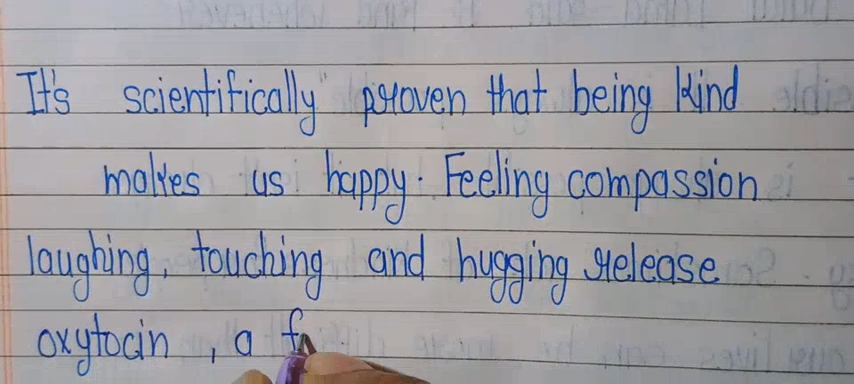 It's scientifically proven that being kind
makes us happy. Feeling compassion
laughing, touching and hugging release
oxytocin, a f